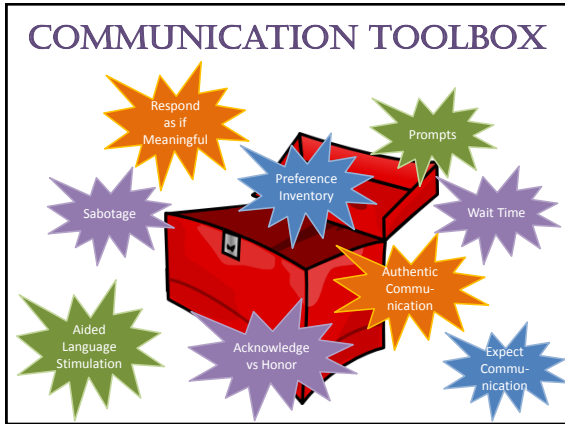 COMMUNICATION TOOLBOX
Respond
as if
Meaningful
Prompts
Preference
Inventory
Sabotage
Wait Time
Authentic
Commu-
nication
Aided
Language
Stimulation
Acknowledge
vs Honor
Expect
Commu-
nication